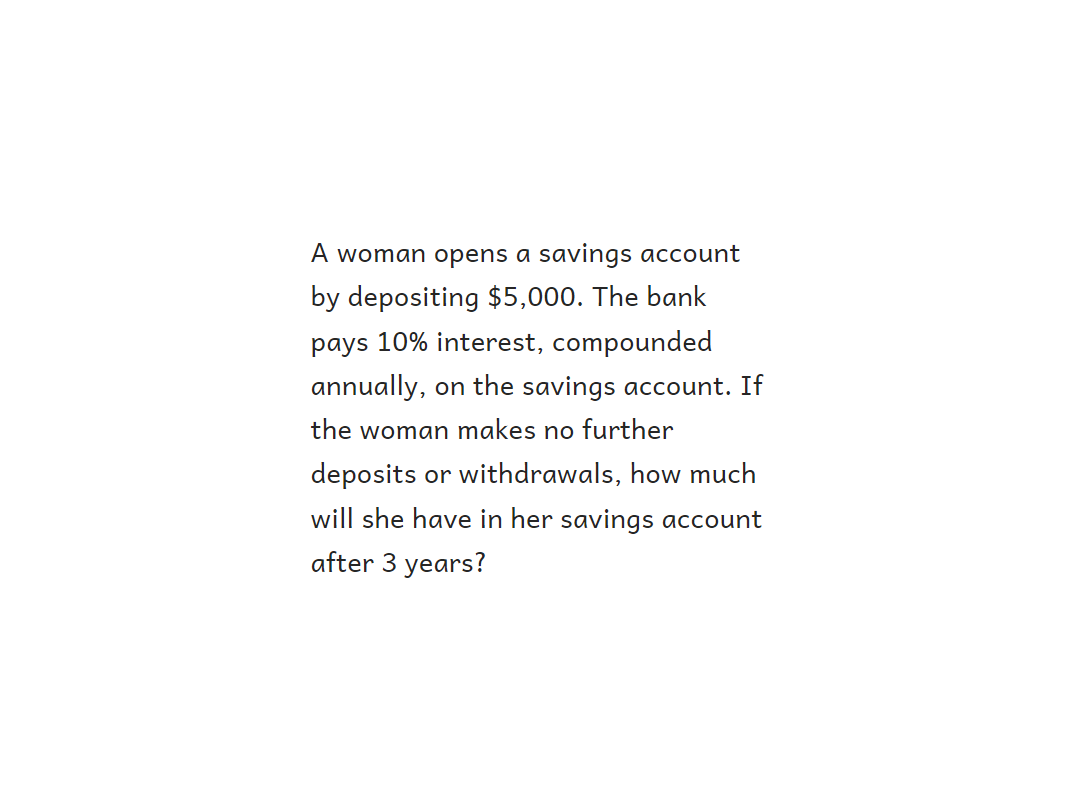 A woman opens a savings account
by depositing $5,000. The bank
pays 10% interest, compounded
annually, on the savings account. If
the woman makes no further
deposits or withdrawals, how much
will she have in her savings account
after 3 years?